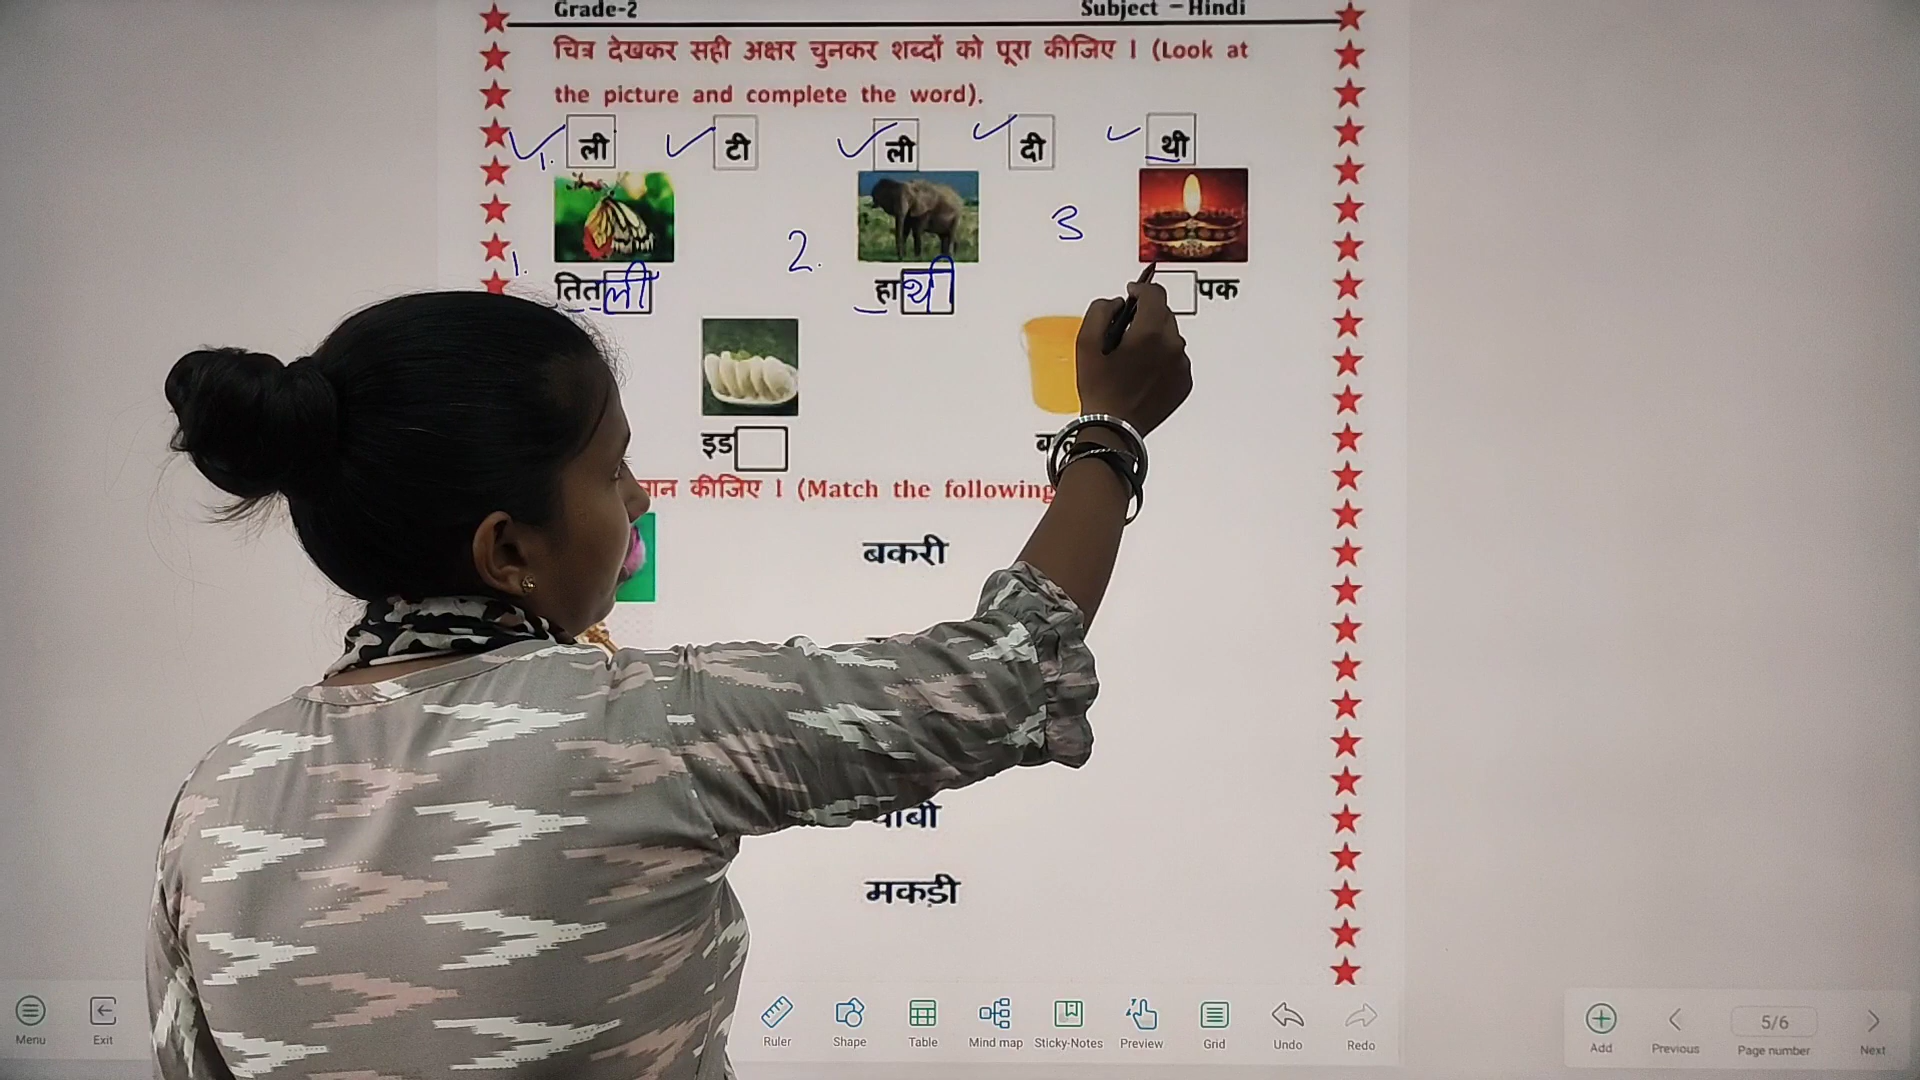 Grade-2 Subject - Hindi
चित्र देखकर सही अक्षर चुनकर शब्दों को पूरा कीजिए । (Look at
the picture and complete the word).
1. ली टी ली दी थी
1. 2. 3
तितली हाथी पक
इड
कीजिए । (Match the following
बकरी
मकड़ी
Menu Exit Ruler Shape Table Mind map Sticky-Notes Preview Grid Undo Redo Add Previous 5/6 Page number Next